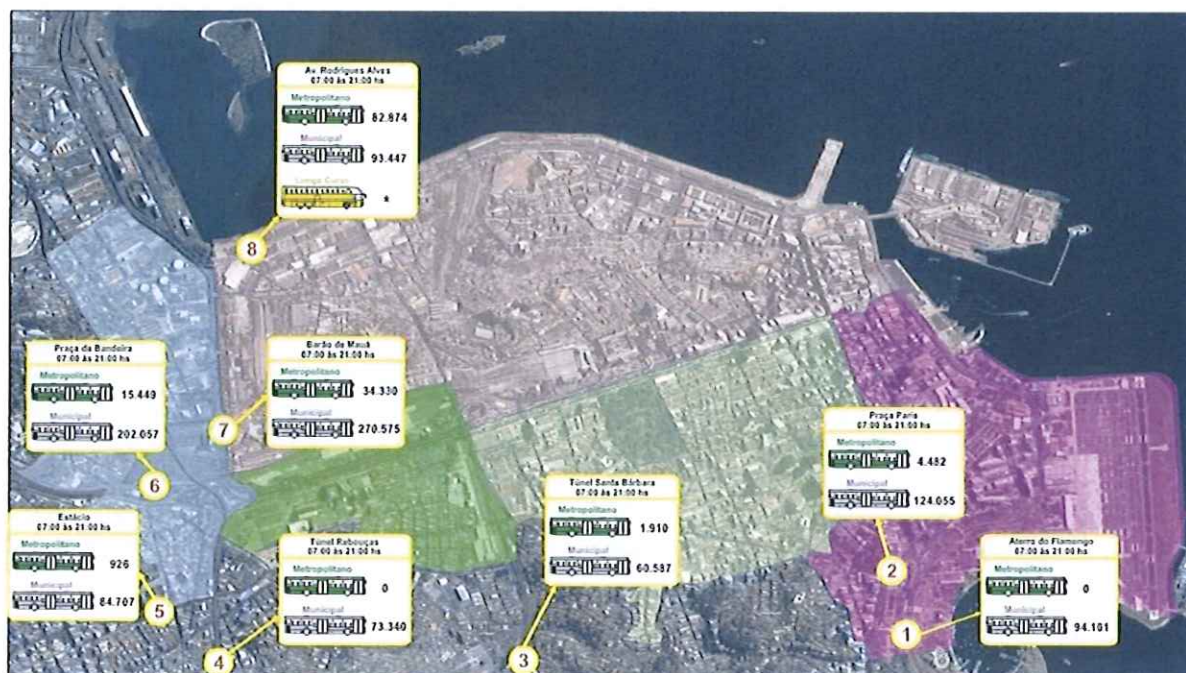 Av. Rodrigues Alves
07:00 às 21:00 hs
Metropolitano
82.874
Municipal
93.447
Longo Curso
*
8
Praça da Bandeira
07:00 às 21:00 hs
Metropolitano
15.449
Municipal
202.057
6
Barão de Mauá
07:00 às 21:00 hs
Metropolitano
34.330
Municipal
270.575
7
Praça Paris
07:00 às 21:00 hs
Metropolitano
4.482
Municipal
124.055
2
Túnel Santa Bárbara
07:00 às 21:00 hs
Metropolitano
1.910
Municipal
60.587
3
Estácio
07:00 às 21:00 hs
Metropolitano
926
Municipal
84.707
5
Túnel Rebouças
07:00 às 21:00 hs
Metropolitano
0
Municipal
73.340
4
Aterro do Flamengo
07:00 às 21:00 hs
Metropolitano
0
Municipal
94.101
1